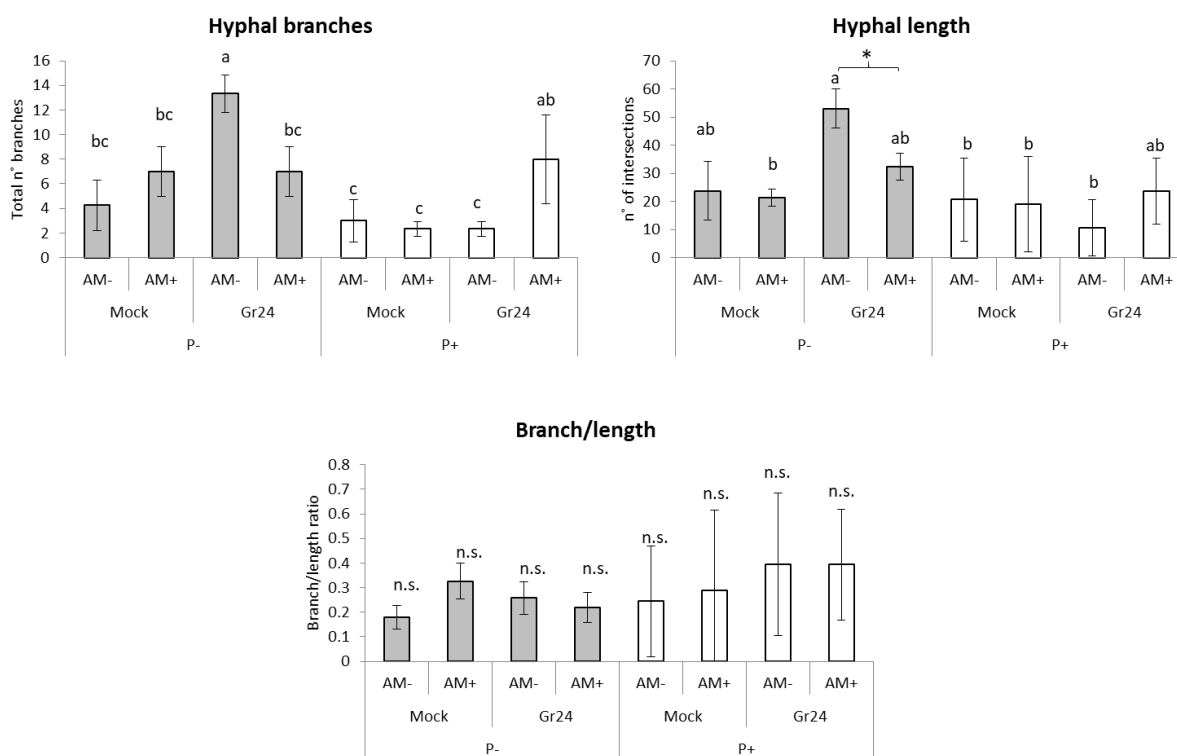 Hyphal branches
Total n° branches
16
14
12
10
8
6
4
2
0
bc
bc
a
bc
c
c
c
ab
AM- AM+ AM- AM+ AM- AM+ AM- AM+
Mock Gr24 Mock Gr24
P- P+
Hyphal length
n° of intersections
70
60
50
40
30
20
10
0
ab
b
a
*
ab
b
b
b
ab
AM- AM+ AM- AM+ AM- AM+ AM- AM+
Mock Gr24 Mock Gr24
P- P+
Branch/length
Branch/length ratio
0.8
0.7
0.6
0.5
0.4
0.3
0.2
0.1
0
n.s.
n.s.
n.s.
n.s.
n.s.
n.s.
n.s.
n.s.
AM- AM+ AM- AM+ AM- AM+ AM- AM+
Mock Gr24 Mock Gr24
P- P+